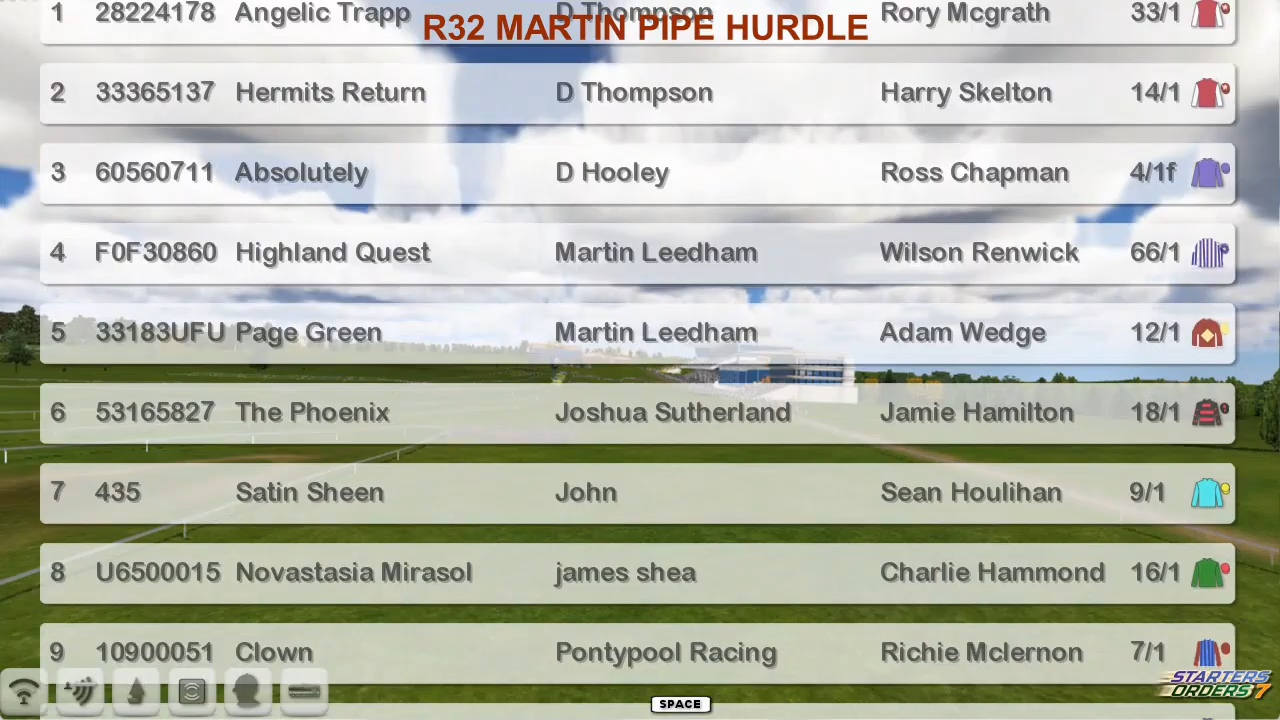 R32 MARTIN PIPE HURDLE
1 28224178 Angelic Trapp D Thompson Rory Mcgrath 33/1
2 33365137 Hermits Return D Thompson Harry Skelton 14/1
3 60560711 Absolutely D Hooley Ross Chapman 4/1f
4 F0F30860 Highland Quest Martin Leedham Wilson Renwick 66/1
5 33183UFU Page Green Martin Leedham Adam Wedge 12/1
6 53165827 The Phoenix Joshua Sutherland Jamie Hamilton 18/1
7 435 Satin Sheen John Sean Houlihan 9/1
8 U6500015 Novastasia Mirasol james shea Charlie Hammond 16/1
9 10900051 Clown Pontypool Racing Richie Mclernon 7/1
STARTERS
ORDERS 7
SPACE